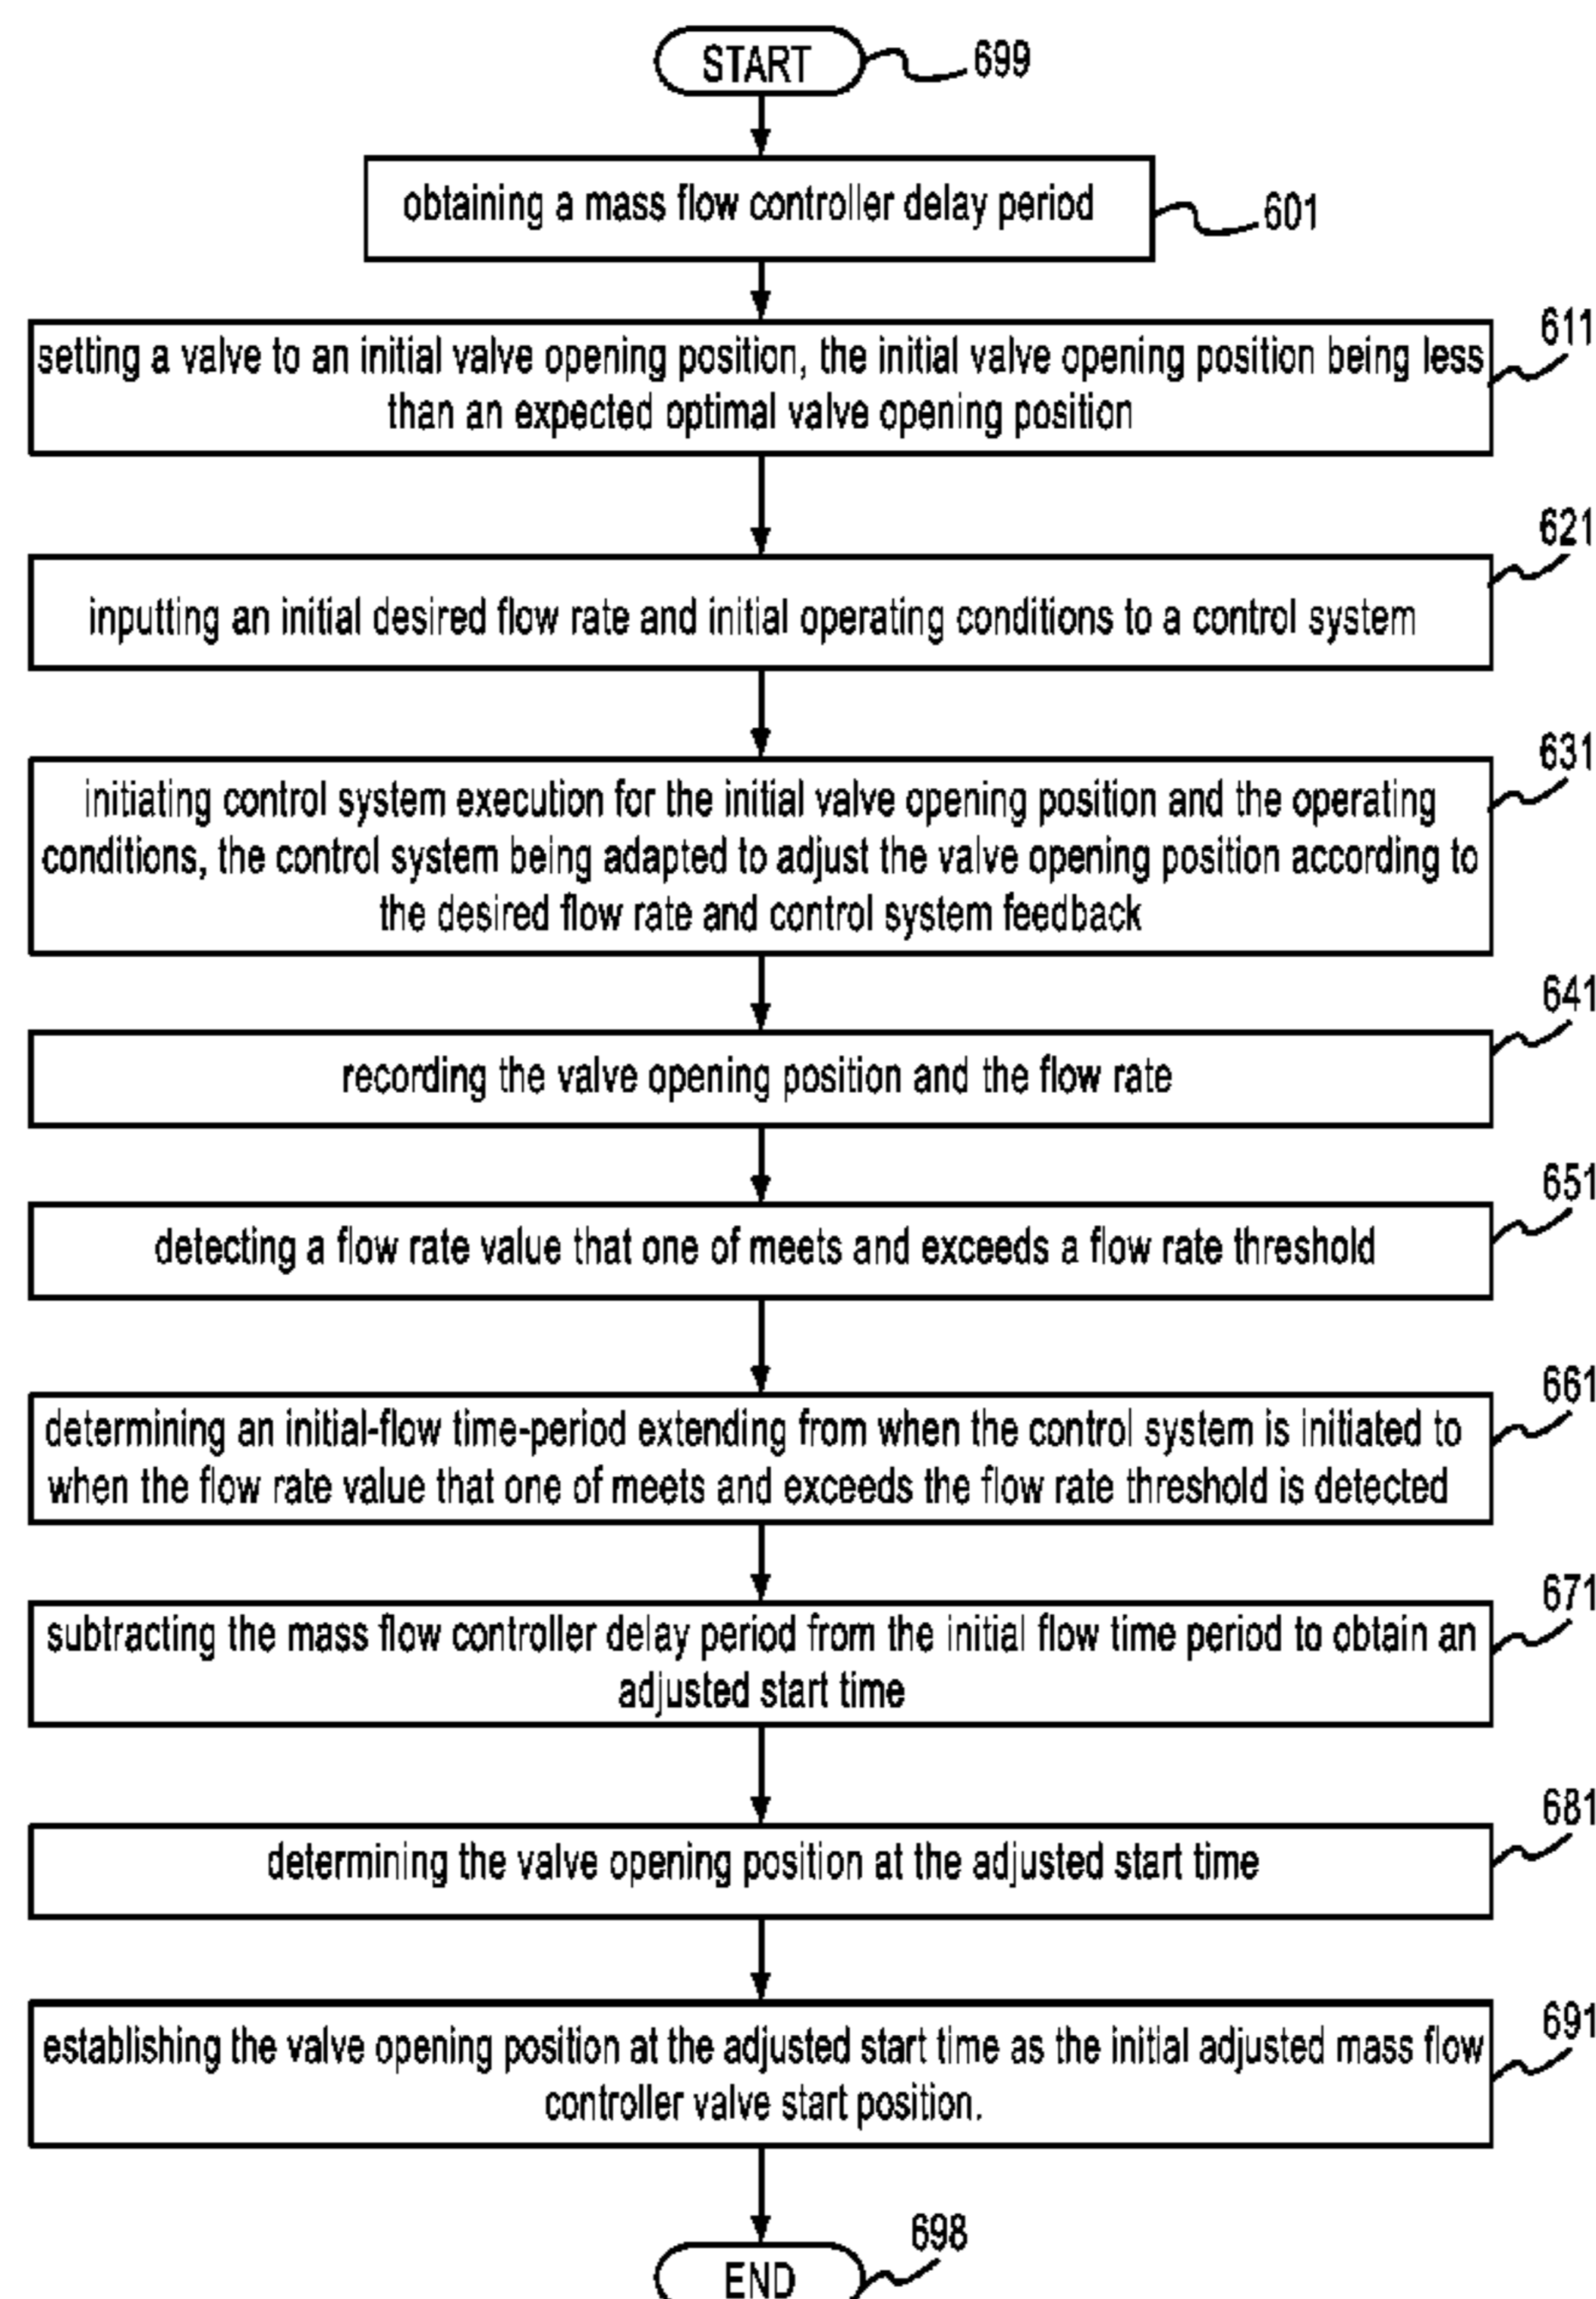 START
699
obtaining a mass flow controller delay period
601
setting a valve to an initial valve opening position, the initial valve opening position being less
than an expected optimal valve opening position
611
inputting an initial desired flow rate and initial operating conditions to a control system
621
initiating control system execution for the initial valve opening position and the operating
conditions, the control system being adapted to adjust the valve opening position according to
the desired flow rate and control system feedback
631
recording the valve opening position and the flow rate
641
detecting a flow rate value that one of meets and exceeds a flow rate threshold
651
determining an initial-flow time-period extending from when the control system is initiated to
when the flow rate value that one of meets and exceeds the flow rate threshold is detected
661
subtracting the mass flow controller delay period from the initial flow time period to obtain an
adjusted start time
671
determining the valve opening position at the adjusted start time
681
establishing the valve opening position at the adjusted start time as the initial adjusted mass flow
controller valve start position.
691
END
698